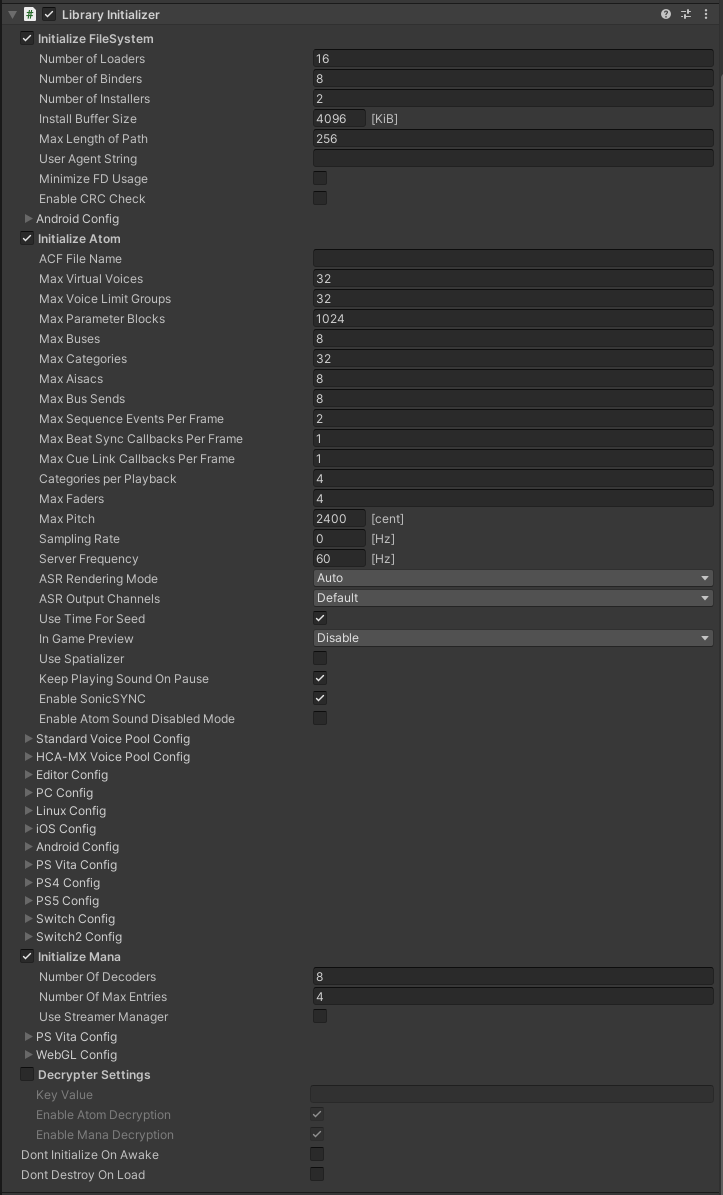 Library Initializer
Initialize FileSystem
Number of Loaders 16
Number of Binders 8
Number of Installers 2
Install Buffer Size 4096 [KiB]
Max Length of Path 256
User Agent String
Minimize FD Usage
Enable CRC Check
Android Config
Initialize Atom
ACF File Name
Max Virtual Voices 32
Max Voice Limit Groups 32
Max Parameter Blocks 1024
Max Buses 8
Max Categories 32
Max Aisacs 8
Max Bus Sends 8
Max Sequence Events Per Frame 2
Max Beat Sync Callbacks Per Frame 1
Max Cue Link Callbacks Per Frame 1
Categories per Playback 4
Max Faders 4
Max Pitch 2400 [cent]
Sampling Rate 0 [Hz]
Server Frequency 60 [Hz]
ASR Rendering Mode Auto
ASR Output Channels Default
Use Time For Seed
In Game Preview Disable
Use Spatializer
Keep Playing Sound On Pause
Enable SonicSYNC
Enable Atom Sound Disabled Mode
Standard Voice Pool Config
HCA-MX Voice Pool Config
Editor Config
PC Config
Linux Config
iOS Config
Android Config
PS Vita Config
PS4 Config
PS5 Config
Switch Config
Switch2 Config
Initialize Mana
Number Of Decoders 8
Number Of Max Entries 4
Use Streamer Manager
PS Vita Config
WebGL Config
Decrypter Settings
Key Value
Enable Atom Decryption
Enable Mana Decryption
Dont Initialize On Awake
Dont Destroy On Load